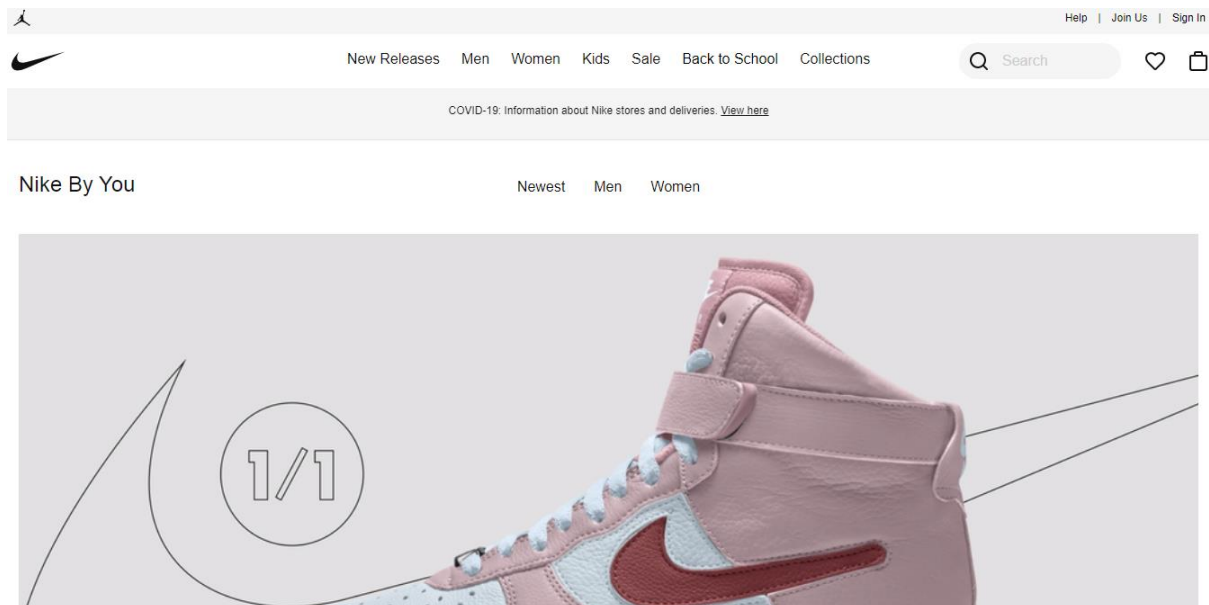 Help | Join Us | Sign In
New Releases Men Women Kids Sale Back to School Collections Search
COVID-19: Information about Nike stores and deliveries. View here
Nike By You Newest Men Women
1/1